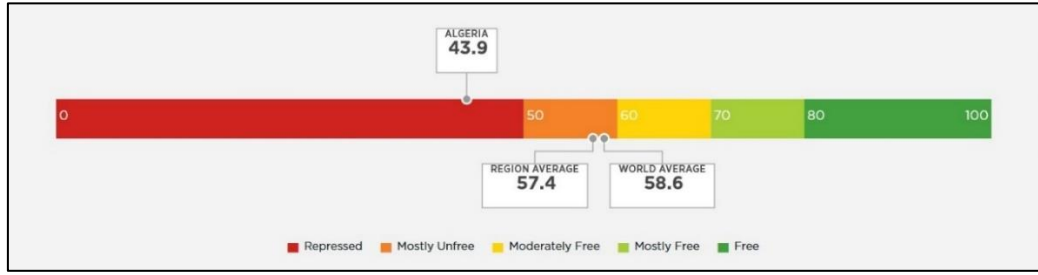 ALGERIA
43.9
0 50 60 70 80 100
REGION AVERAGE
57.4
WORLD AVERAGE
58.6
Repressed Mostly Unfree Moderately Free Mostly Free Free